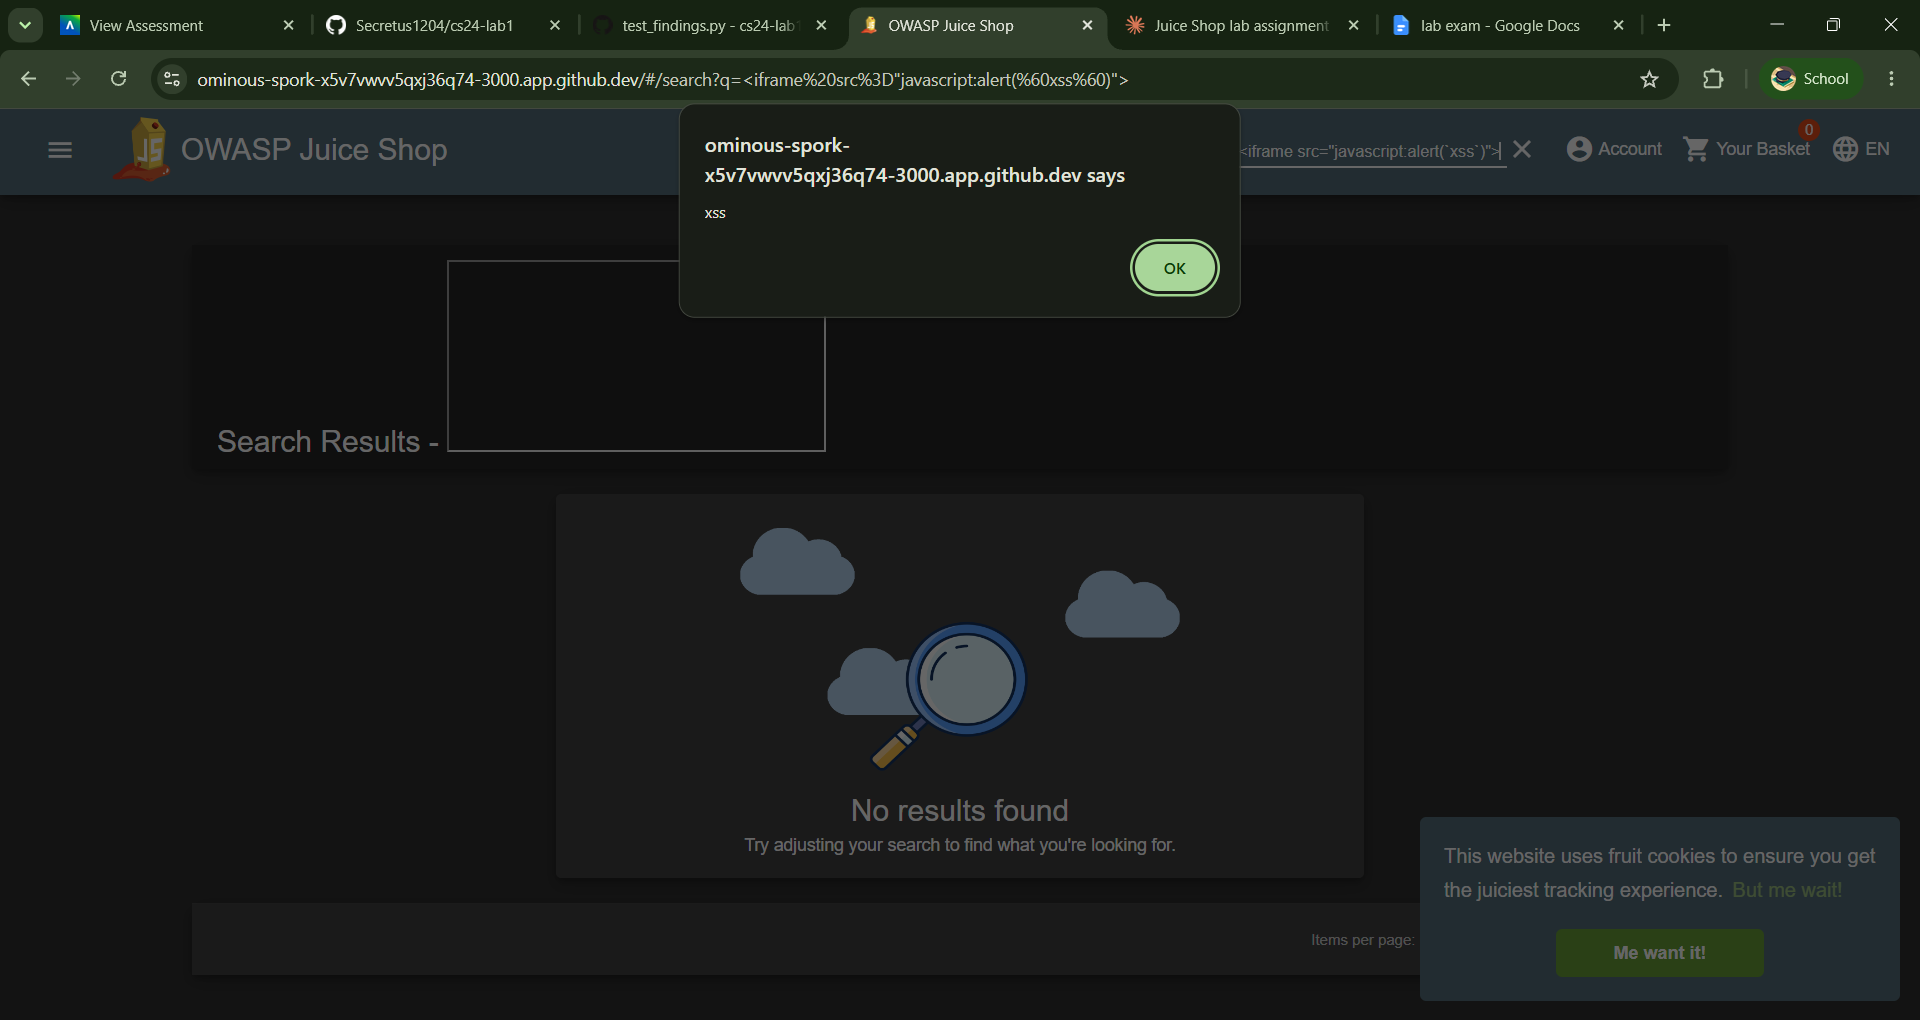 View Assessment
Secretus1204/cs24-lab1
test_findings.py - cs24-lab1
OWASP Juice Shop
Juice Shop lab assignment
lab exam - Google Docs
ominous-spork-x5v7vwvv5qxj36q74-3000.app.github.dev/#/search?q=<iframe%20src%3D"javascript:alert(%60xss%60)">
School
OWASP Juice Shop
<iframe src="javascript:alert(`xss`)">
Account
0
Your Basket
EN
ominous-spork-
x5v7vwvv5qxj36q74-3000.app.github.dev says
xss
OK
Search Results -
No results found
Try adjusting your search to find what you're looking for.
Items per page:
This website uses fruit cookies to ensure you get
the juiciest tracking experience. But me wait!
Me want it!